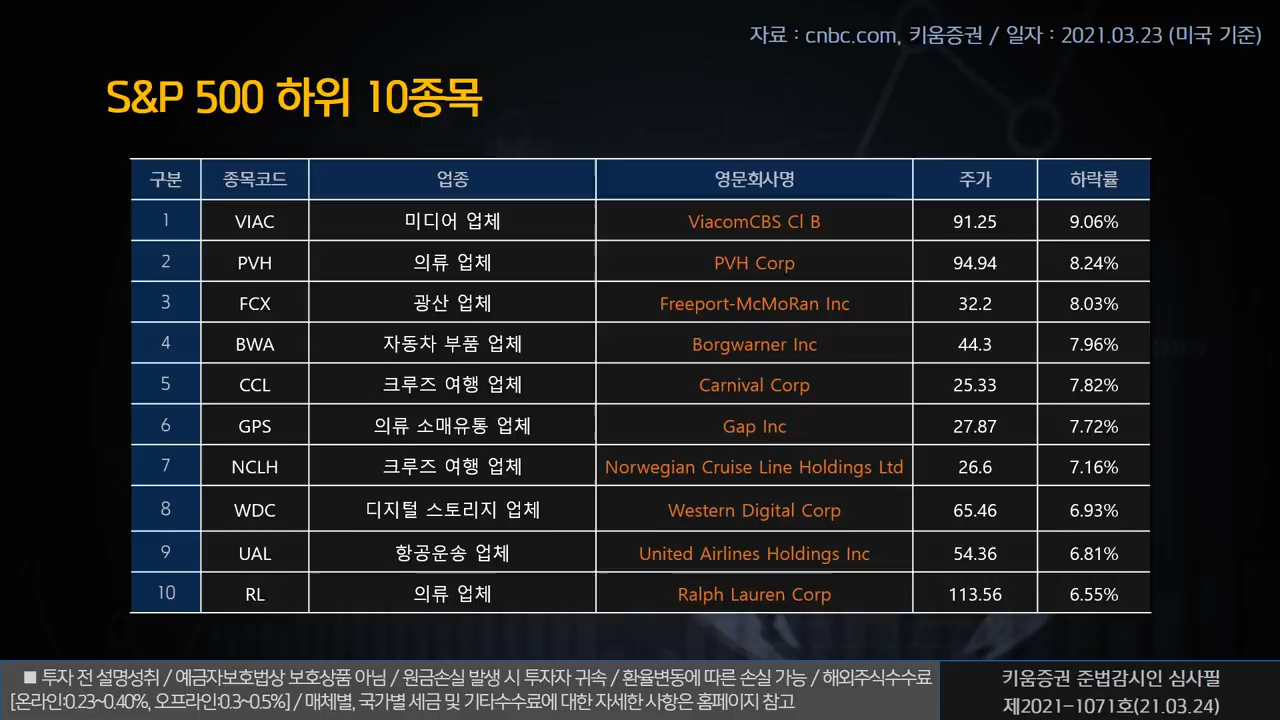 자료 : cnbc.com, 키움증권 / 일자 : 2021.03.23 (미국 기준)
S&P 500 하위 10종목
구분 종목코드 업종 영문회사명 주가 하락률
1 VIAC 미디어 업체 ViacomCBS Cl B 91.25 9.06%
2 PVH 의류 업체 PVH Corp 94.94 8.24%
3 FCX 광산 업체 Freeport-McMoRan Inc 32.2 8.03%
4 BWA 자동차 부품 업체 Borgwarner Inc 44.3 7.96%
5 CCL 크루즈 여행 업체 Carnival Corp 25.33 7.82%
6 GPS 의류 소매유통 업체 Gap Inc 27.87 7.72%
7 NCLH 크루즈 여행 업체 Norwegian Cruise Line Holdings Ltd 26.6 7.16%
8 WDC 디지털 스토리지 업체 Western Digital Corp 65.46 6.93%
9 UAL 항공운송 업체 United Airlines Holdings Inc 54.36 6.81%
10 RL 의류 업체 Ralph Lauren Corp 113.56 6.55%
■ 투자 전 설명성취 / 예금자보호법상 보호상품 아님 / 원금손실 발생 시 투자자 귀속 / 환율변동에 따른 손실 가능 / 해외주식수수료
[온라인:0.23~0.40%, 오프라인:0.3~0.5%] / 매체별, 국가별 세금 및 기타수수료에 대한 자세한 사항은 홈페이지 참고
키움증권 준법감시인 심사필
제2021-1071호(21.03.24)